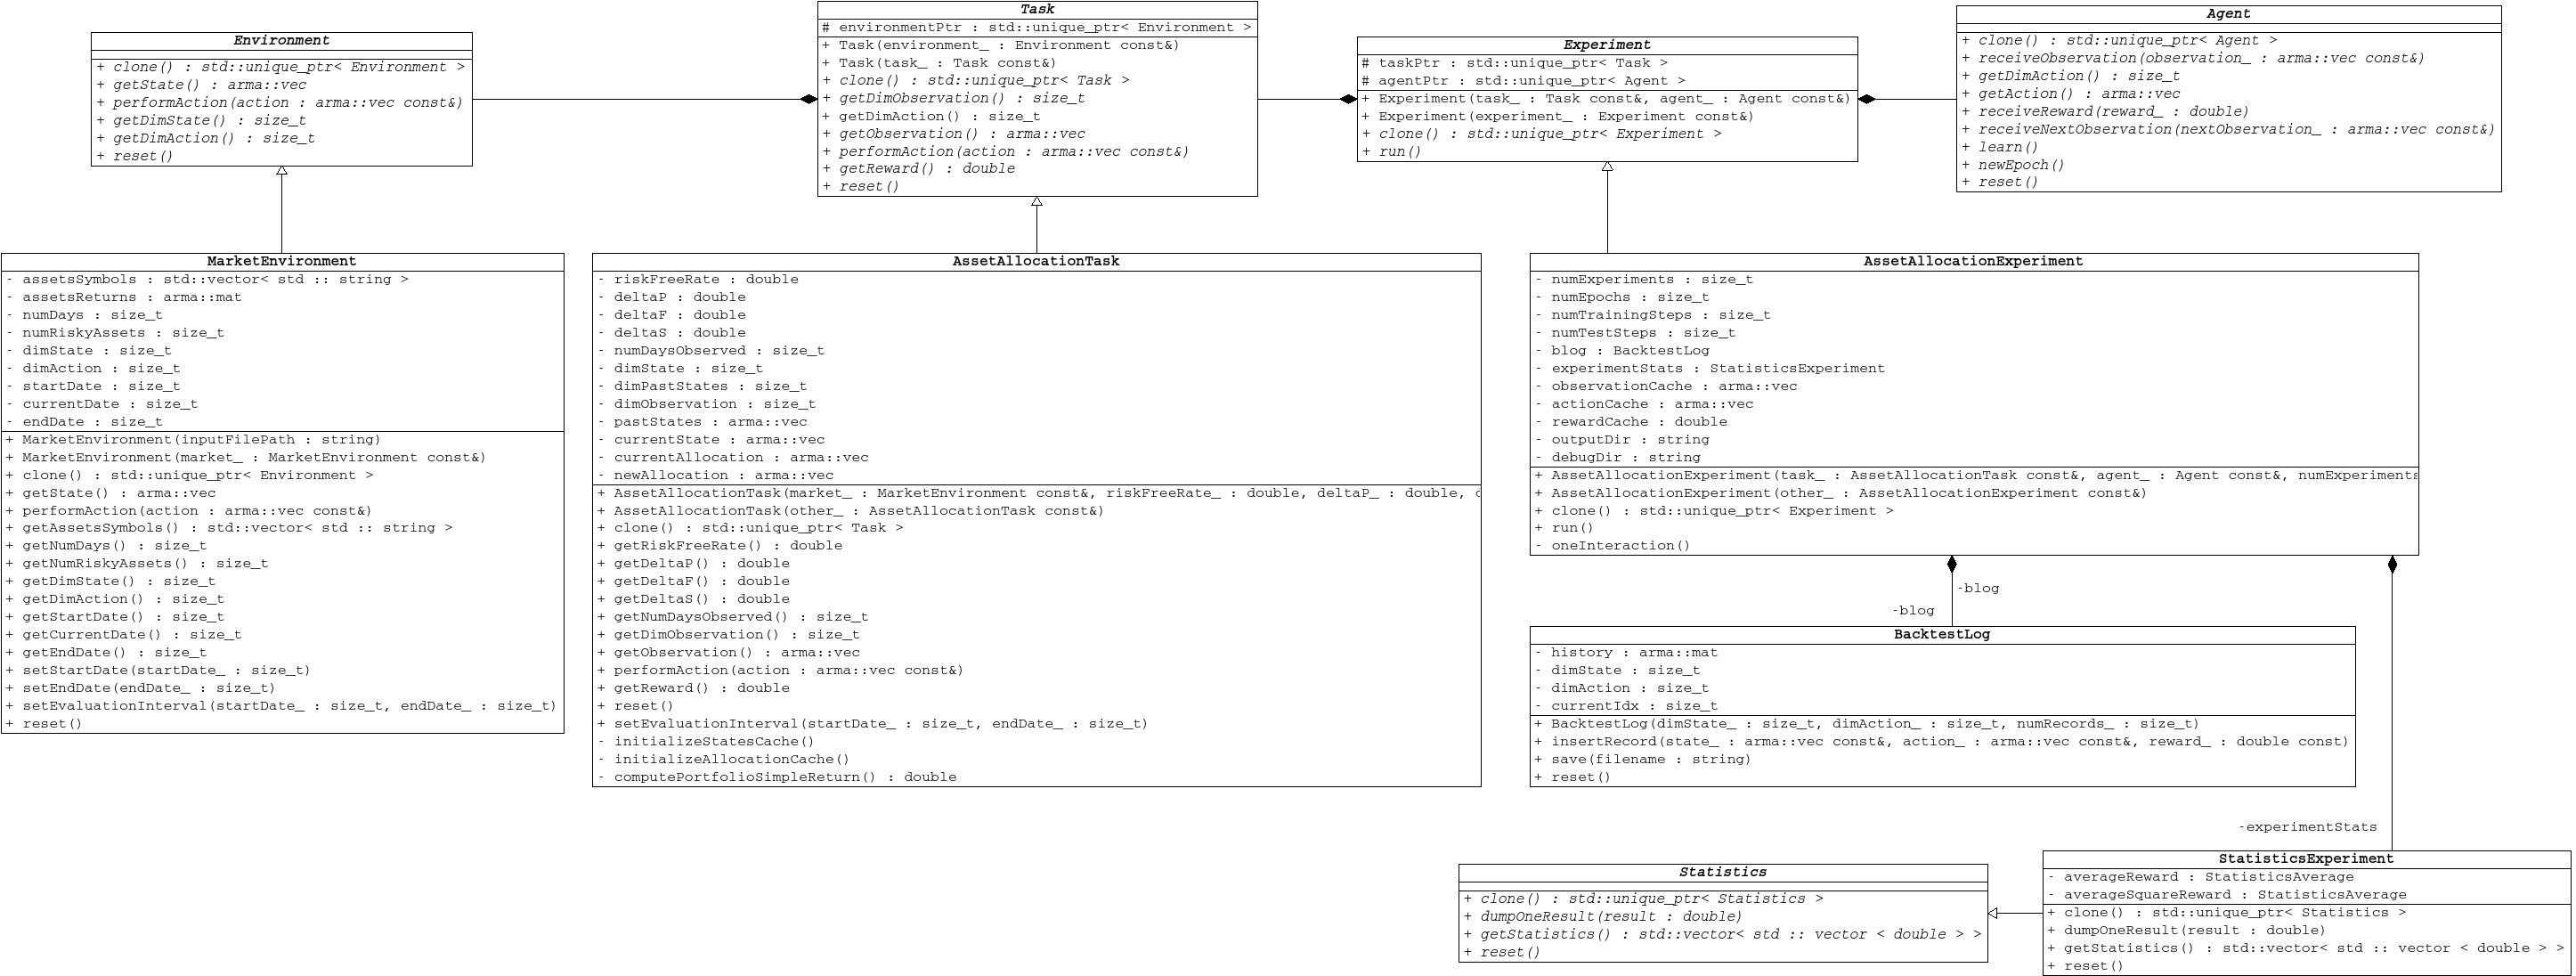 Environment
+ clone() : std::unique_ptr< Environment >
+ getState() : arma::vec
+ performAction(action : arma::vec const&)
+ getDimState() : size_t
+ getDimAction() : size_t
+ reset()
Task
# environmentPtr : std::unique_ptr< Environment >
+ Task(environment_ : Environment const&)
+ Task(task_ : Task const&)
+ clone() : std::unique_ptr< Task >
+ getDimObservation() : size_t
+ getDimAction() : size_t
+ getObservation() : arma::vec
+ performAction(action : arma::vec const&)
+ getReward() : double
+ reset()
Experiment
# taskPtr : std::unique_ptr< Task >
# agentPtr : std::unique_ptr< Agent >
+ Experiment(task_ : Task const&, agent_ : Agent const&)
+ Experiment(experiment_ : Experiment const&)
+ clone() : std::unique_ptr< Experiment >
+ run()
Agent
+ clone() : std::unique_ptr< Agent >
+ receiveObservation(observation_ : arma::vec const&)
+ getDimAction() : size_t
+ getAction() : arma::vec
+ receiveReward(reward_ : double)
+ receiveNextObservation(nextObservation_ : arma::vec const&)
+ learn()
+ newEpoch()
+ reset()
MarketEnvironment
- assetsSymbols : std::vector< std :: string >
- assetsReturns : arma::mat
- numDays : size_t
- numRiskyAssets : size_t
- dimState : size_t
- dimAction : size_t
- startDate : size_t
- currentDate : size_t
- endDate : size_t
+ MarketEnvironment(inputFilePath : string)
+ MarketEnvironment(market_ : MarketEnvironment const&)
+ clone() : std::unique_ptr< Environment >
+ getState() : arma::vec
+ performAction(action : arma::vec const&)
+ getAssetsSymbols() : std::vector< std :: string >
+ getNumDays() : size_t
+ getNumRiskyAssets() : size_t
+ getDimState() : size_t
+ getDimAction() : size_t
+ getStartDate() : size_t
+ getCurrentDate() : size_t
+ getEndDate() : size_t
+ setStartDate(startDate_ : size_t)
+ setEndDate(endDate_ : size_t)
+ setEvaluationInterval(startDate_ : size_t, endDate_ : size_t)
+ reset()
AssetAllocationTask
- riskFreeRate : double
- deltaP : double
- deltaF : double
- deltaS : double
- numDaysObserved : size_t
- dimState : size_t
- dimPastStates : size_t
- dimObservation : size_t
- pastStates : arma::vec
- currentState : arma::vec
- currentAllocation : arma::vec
- newAllocation : arma::vec
+ AssetAllocationTask(market_ : MarketEnvironment const&, riskFreeRate_ : double, deltaP_ : double,
+ AssetAllocationTask(other_ : AssetAllocationTask const&)
+ clone() : std::unique_ptr< Task >
+ getRiskFreeRate() : double
+ getDeltaP() : double
+ getDeltaF() : double
+ getDeltaS() : double
+ getNumDaysObserved() : size_t
+ getDimObservation() : size_t
+ getObservation() : arma::vec
+ performAction(action : arma::vec const&)
+ getReward() : double
+ reset()
+ setEvaluationInterval(startDate_ : size_t, endDate_ : size_t)
- initializeStatesCache()
- initializeAllocationCache()
- computePortfolioSimpleReturn() : double
AssetAllocationExperiment
- numExperiments : size_t
- numEpochs : size_t
- numTrainingSteps : size_t
- numTestSteps : size_t
- blog : BacktestLog
- experimentStats : StatisticsExperiment
- observationCache : arma::vec
- actionCache : arma::vec
- rewardCache : double
- outputDir : string
- debugDir : string
+ AssetAllocationExperiment(task_ : AssetAllocationTask const&, agent_ : Agent const&, numExperiments
+ AssetAllocationExperiment(other_ : AssetAllocationExperiment const&)
+ clone() : std::unique_ptr< Experiment >
+ run()
- oneInteraction()
-blog
-blog
BacktestLog
- history : arma::mat
- dimState : size_t
- dimAction : size_t
- currentIdx : size_t
+ BacktestLog(dimState_ : size_t, dimAction_ : size_t, numRecords_ : size_t)
+ insertRecord(state_ : arma::vec const&, action_ : arma::vec const&, reward_ : double const)
+ save(filename : string)
+ reset()
-experimentStats
Statistics
+ clone() : std::unique_ptr< Statistics >
+ dumpOneResult(result : double)
+ getStatistics() : std::vector< std :: vector < double > >
+ reset()
StatisticsExperiment
- averageReward : StatisticsAverage
- averageSquareReward : StatisticsAverage
+ clone() : std::unique_ptr< Statistics >
+ dumpOneResult(result : double)
+ getStatistics() : std::vector< std :: vector < double > >
+ reset()